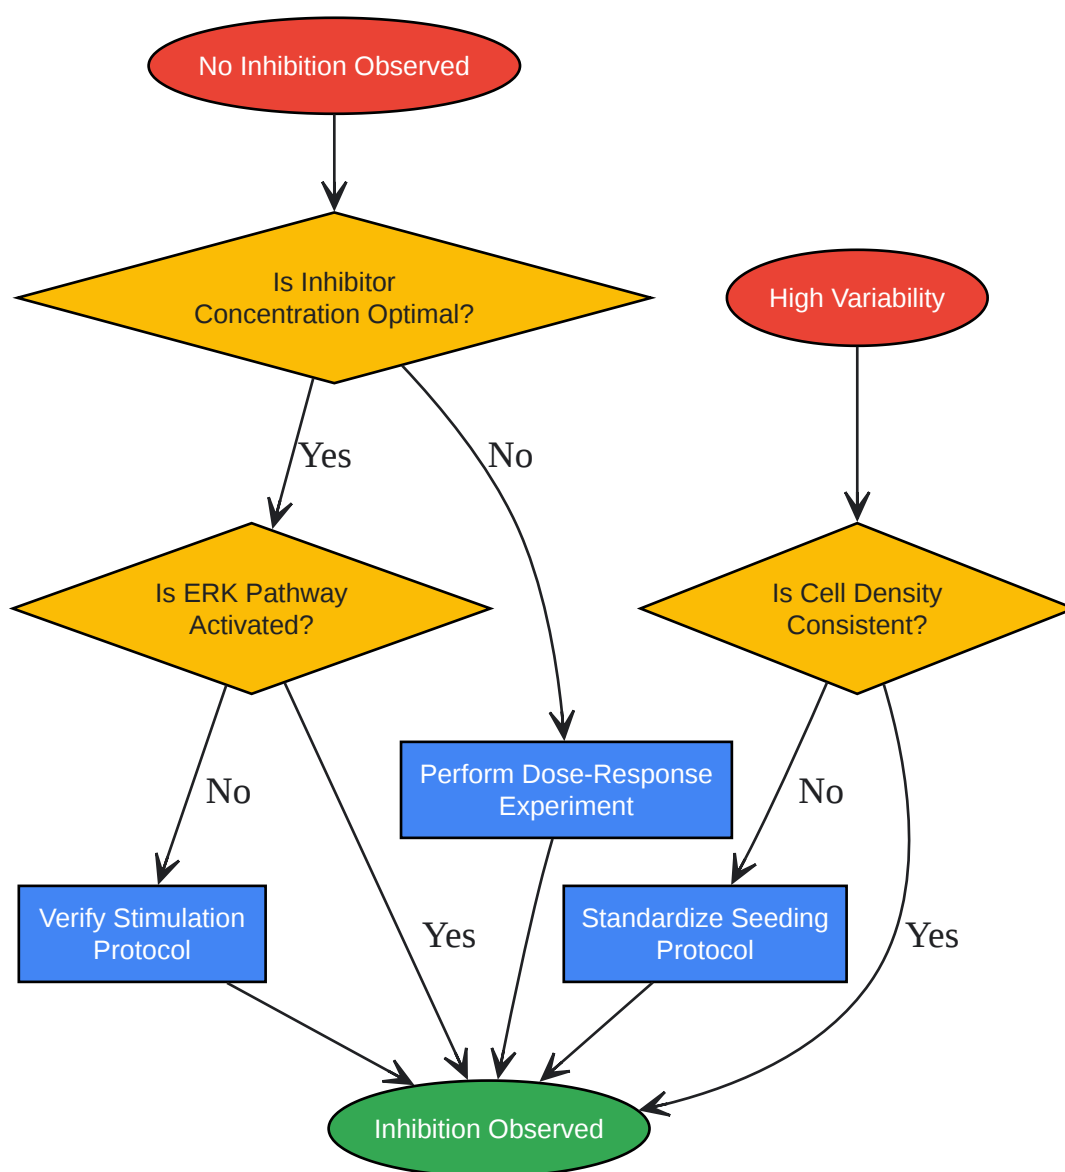 No Inhibition Observed
Is Inhibitor
Concentration Optimal?
High Variability
Yes
No
Is ERK Pathway
Activated?
Is Cell Density
Consistent?
No
Perform Dose-Response
Experiment
No
Verify Stimulation
Protocol
Yes
Standardize Seeding
Protocol
Yes
Inhibition Observed